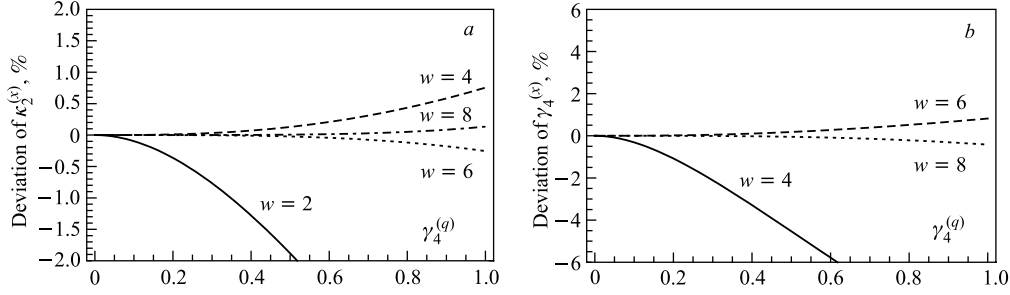 a
2.0
1.5
1.0
0.5
0
−0.5
−1.0
−1.5
−2.0
Deviation of κ₂⁽ˣ⁾, %
w = 4
w = 8
w = 6
w = 2
γ₄⁽q⁾
0 0.2 0.4 0.6 0.8 1.0
b
6
4
2
0
−2
−4
−6
Deviation of γ₄⁽ˣ⁾, %
w = 6
w = 8
w = 4
γ₄⁽q⁾
0 0.2 0.4 0.6 0.8 1.0